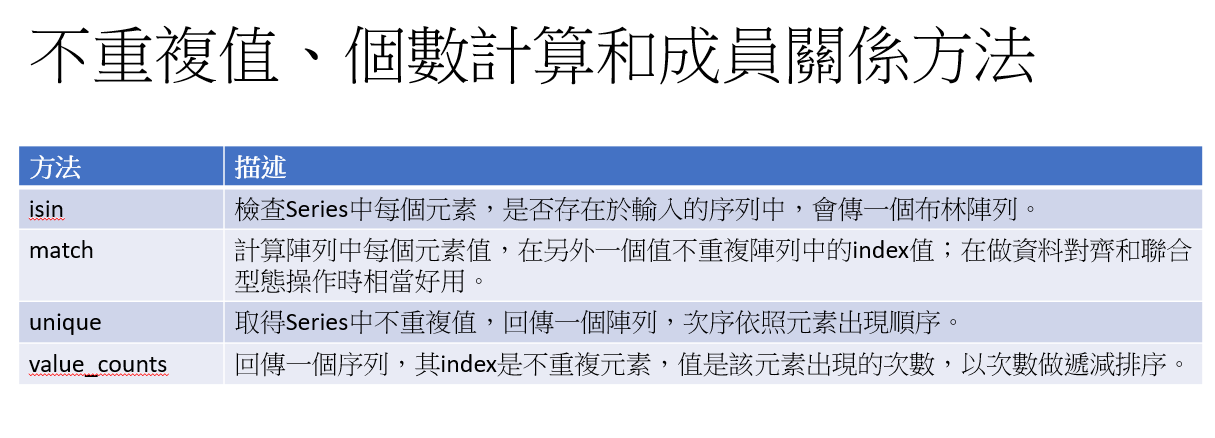 不重複值、個數計算和成員關係方法
方法 描述
isin 檢查Series中每個元素，是否存在於輸入的序列中，會傳一個布林陣列。
match 計算陣列中每個元素值，在另外一個值不重複陣列中的index值；在做資料對齊和聯合
型態操作時相當好用。
unique 取得Series中不重複值，回傳一個陣列，次序依照元素出現順序。
value_counts 回傳一個序列，其index是不重複元素，值是該元素出現的次數，以次數做遞減排序。